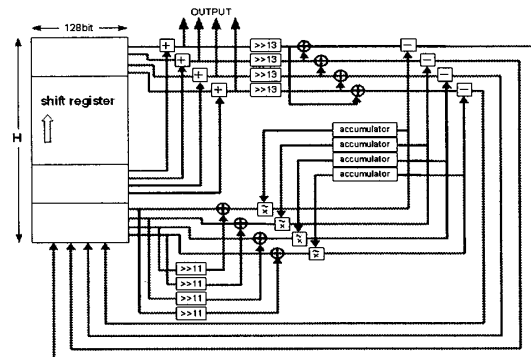 128bit
OUTPUT
+
+
+
+
>>13
>>13
>>13
>>13
−
−
−
−
shift register
H
accumulator
accumulator
accumulator
accumulator
>>11
>>11
>>11
>>11